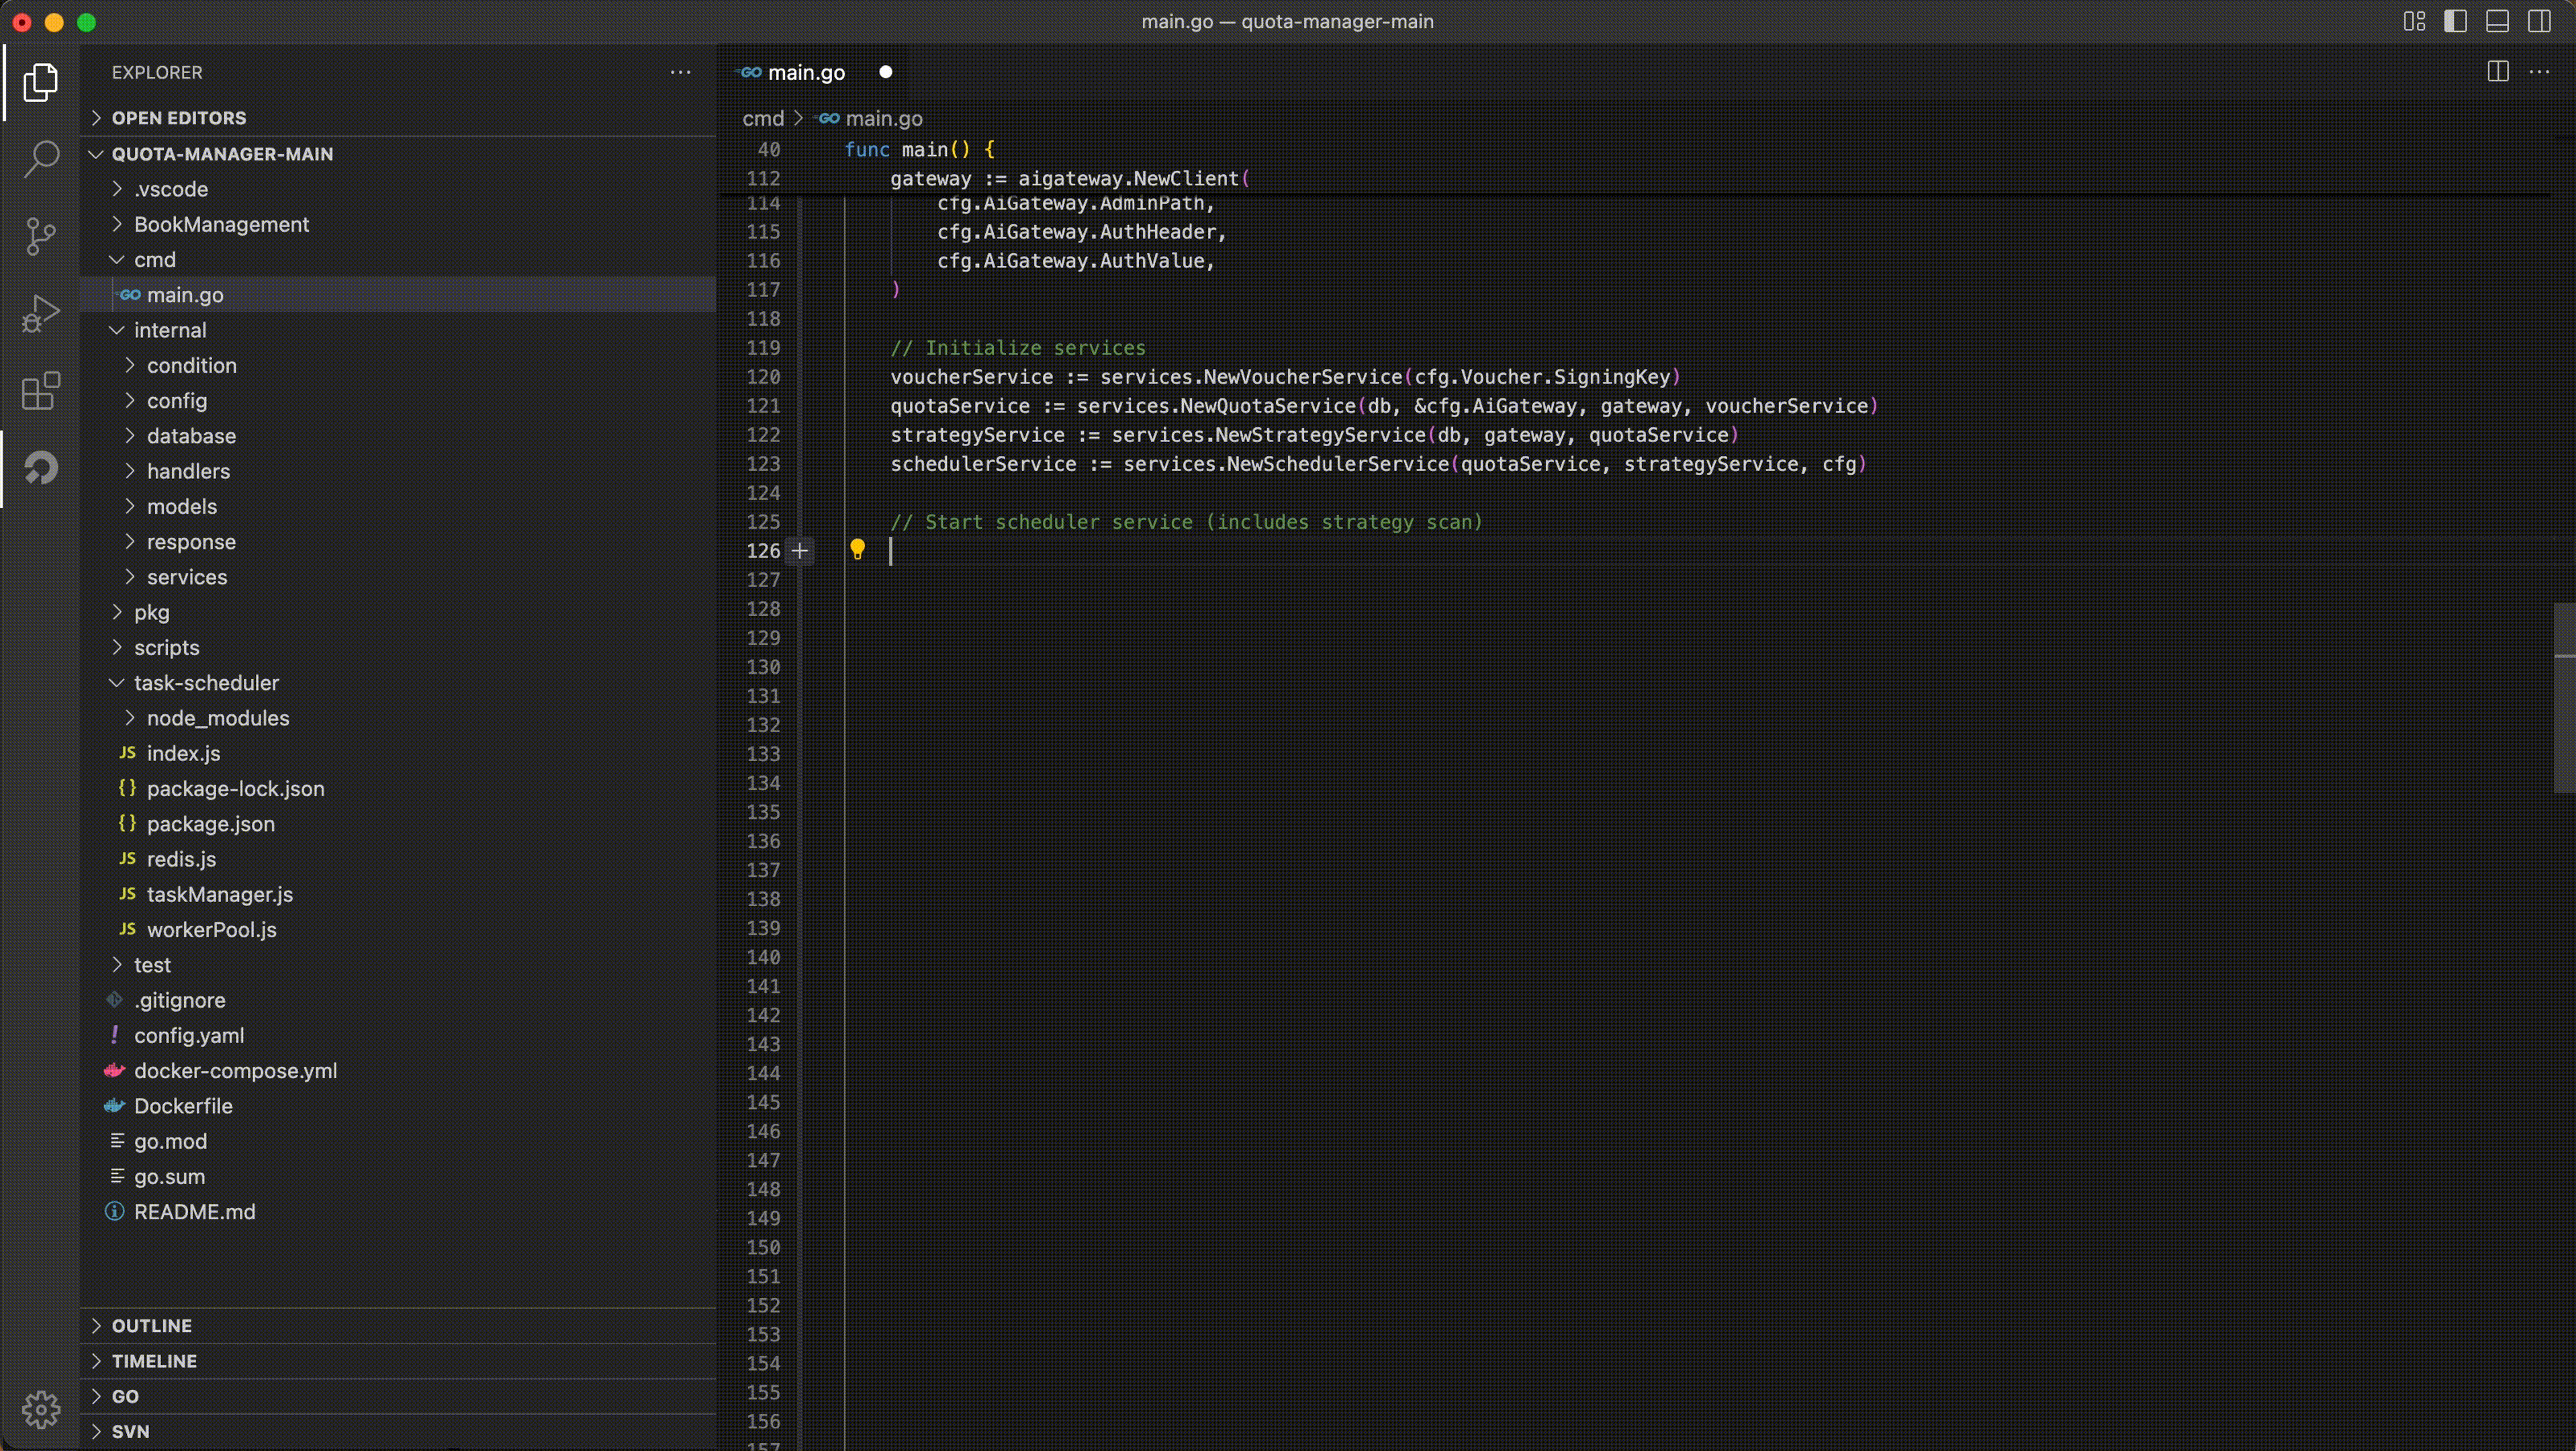 main.go — quota-manager-main
EXPLORER
OPEN EDITORS
QUOTA-MANAGER-MAIN
.vscode
BookManagement
cmd
GO main.go
internal
condition
config
database
handlers
models
response
services
pkg
scripts
task-scheduler
node_modules
JS index.js
{} package-lock.json
{} package.json
JS redis.js
JS taskManager.js
JS workerPool.js
test
.gitignore
! config.yaml
docker-compose.yml
Dockerfile
go.mod
go.sum
README.md
OUTLINE
TIMELINE
GO
SVN
GO main.go
cmd > GO main.go
40 func main() {
112 gateway := aigateway.NewClient(
114 cfg.AiGateway.AdminPath,
115 cfg.AiGateway.AuthHeader,
116 cfg.AiGateway.AuthValue,
117 )
118
119 // Initialize services
120 voucherService := services.NewVoucherService(cfg.Voucher.SigningKey)
121 quotaService := services.NewQuotaService(db, &cfg.AiGateway, gateway, voucherService)
122 strategyService := services.NewStrategyService(db, gateway, quotaService)
123 schedulerService := services.NewSchedulerService(quotaService, strategyService, cfg)
124
125 // Start scheduler service (includes strategy scan)
126
127
128
129
130
131
132
133
134
135
136
137
138
139
140
141
142
143
144
145
146
147
148
149
150
151
152
153
154
155
156
157